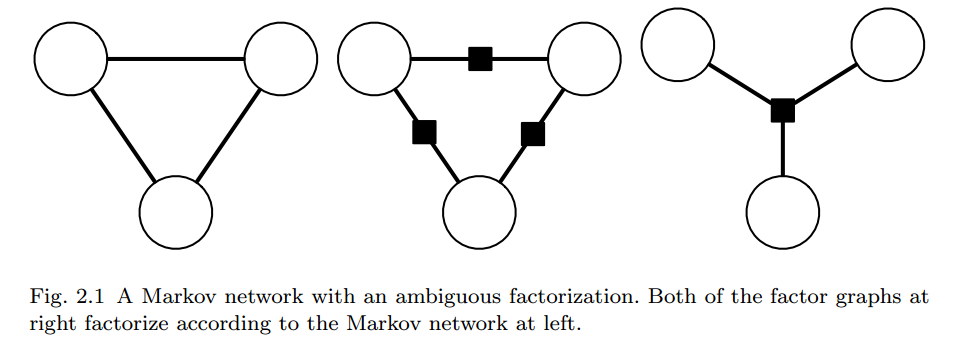 Fig. 2.1 A Markov network with an ambiguous factorization. Both of the factor graphs at
right factorize according to the Markov network at left.